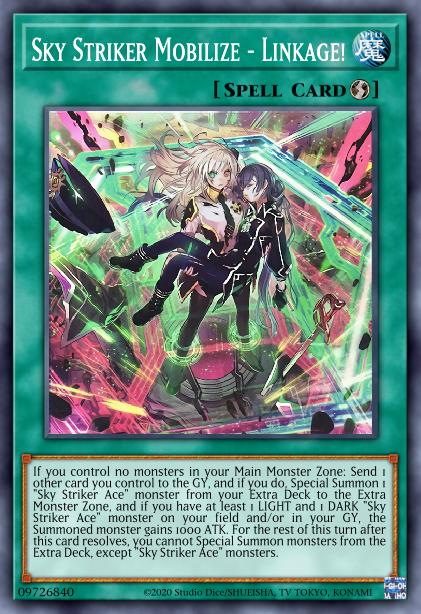 SKY STRIKER MOBILIZE - LINKAGE!
SPELL
魔
[SPELL CARD]
If you control no monsters in your Main Monster Zone: Send 1
other card you control to the GY, and if you do, Special Summon 1
"Sky Striker Ace" monster from your Extra Deck to the Extra
Monster Zone, and if you have at least 1 LIGHT and 1 DARK "Sky
Striker Ace" monster on your field and/or in your GY, the
Summoned monster gains 1000 ATK. For the rest of this turn after
this card resolves, you cannot Special Summon monsters from the
Extra Deck, except "Sky Striker Ace" monsters.
09726840
©2020 Studio Dice/SHUEISHA, TV TOKYO, KONAMI